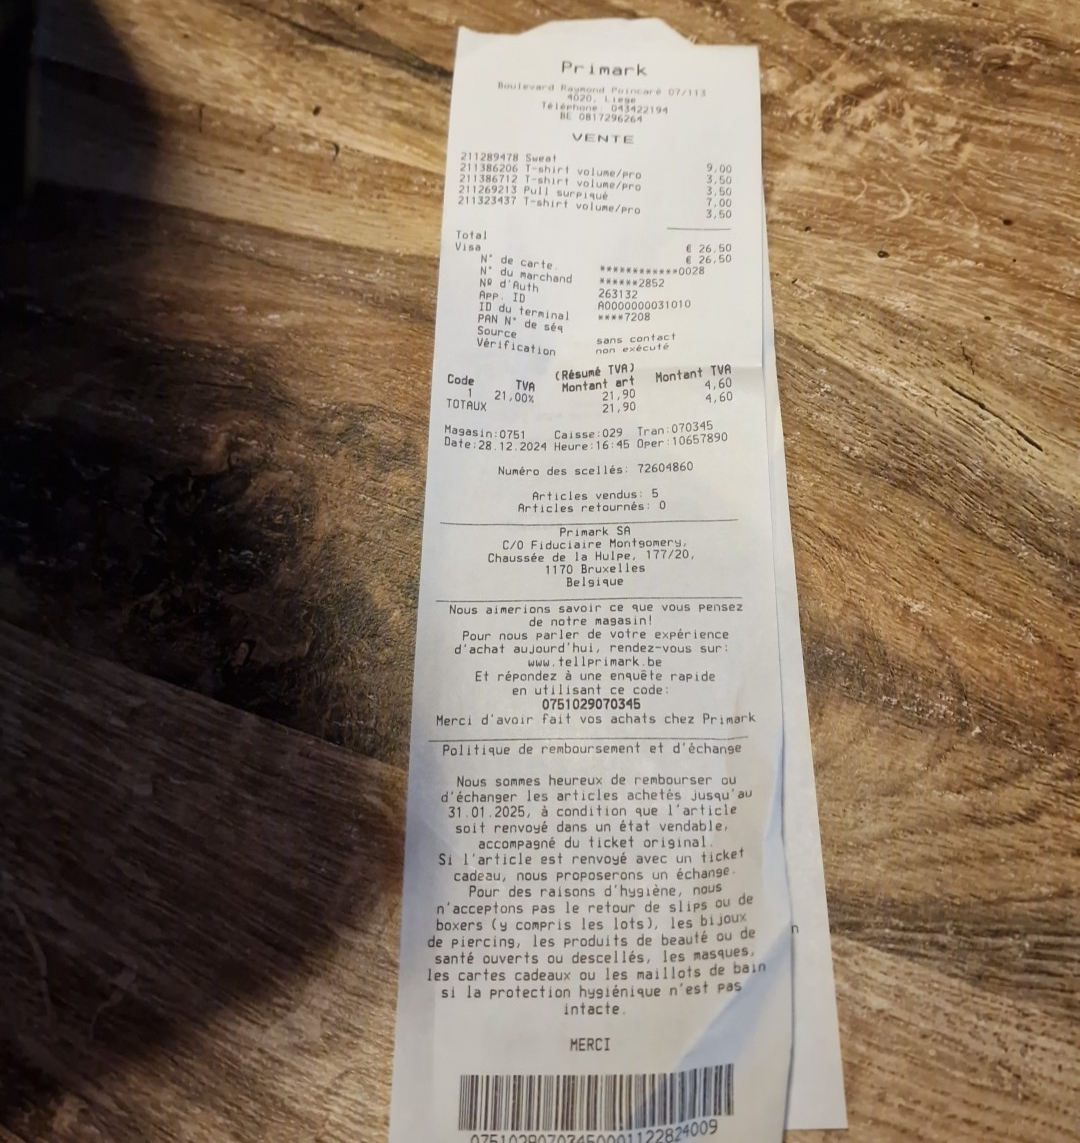 Primark
Boulevard Raymond Poincaré 07/113
4020, Liege
Téléphone: 043422194
BE 0817296264
VENTE
211289478 Sweat 9,00
211386206 T-shirt volume/pro 3,50
211386712 T-shirt volume/pro 3,50
211269213 Pull surpiqué 7,00
211323437 T-shirt volume/pro 3,50
Total € 26,50
Visa € 26,50
N° de carte. ************0028
N° du marchand ******2852
Nº d'Auth 263132
App. ID A0000000031010
ID du terminal ****7208
PAN N° de séq
Source sans contact
Vérification non exécuté
(Résumé TVA)
Code TVA Montant art Montant TVA
1 21,00% 21,90 4,60
TOTAUX 21,90 4,60
Magasin:0751 Caisse:029 Tran:070345
Date:28.12.2024 Heure:16:45 Oper:10657890
Numéro des scellés: 72604860
Articles vendus: 5
Articles retournés: 0
Primark SA
C/O Fiduciaire Montgomery,
Chaussée de la Hulpe, 177/20,
1170 Bruxelles
Belgique
Nous aimerions savoir ce que vous pensez
de notre magasin!
Pour nous parler de votre expérience
d'achat aujourd'hui, rendez-vous sur:
www.tellprimark.be
Et répondez à une enquête rapide
en utilisant ce code:
0751029070345
Merci d'avoir fait vos achats chez Primark
Politique de remboursement et d'échange
Nous sommes heureux de rembourser ou
d'échanger les articles achetés jusqu'au
31.01.2025, à condition que l'article
soit renvoyé dans un état vendable,
accompagné du ticket original.
Si l'article est renvoyé avec un ticket
cadeau, nous proposerons un échange.
Pour des raisons d'hygiène, nous
n'acceptons pas le retour de slips ou de
boxers (y compris les lots), les bijoux
de piercing, les produits de beauté ou de
santé ouverts ou descellés, les masques,
les cartes cadeaux ou les maillots de bain
si la protection hygiénique n'est pas
intacte.
MERCI